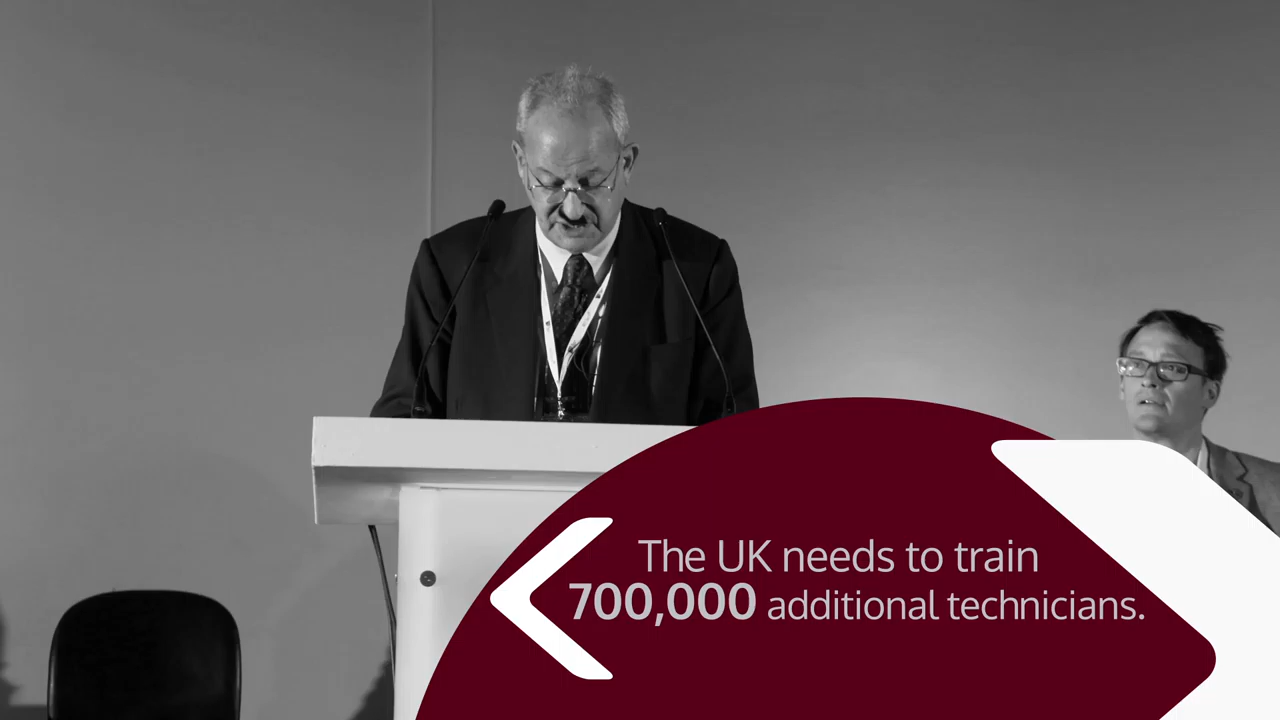 The UK needs to train
700,000 additional technicians.